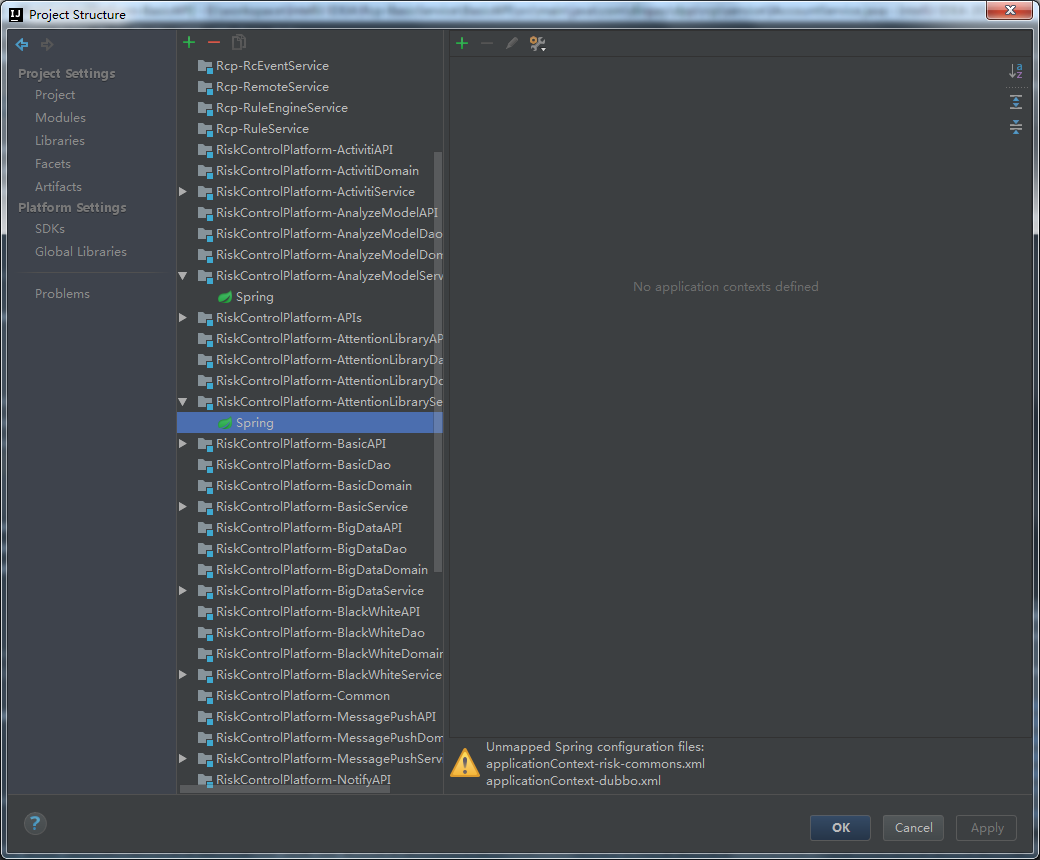 Project Structure
Project Settings
Project
Modules
Libraries
Facets
Artifacts
Platform Settings
SDKs
Global Libraries
Problems
Rcp-RcEventService
Rcp-RemoteService
Rcp-RuleEngineService
Rcp-RuleService
RiskControlPlatform-ActivitiAPI
RiskControlPlatform-ActivitiDomain
RiskControlPlatform-ActivitiService
RiskControlPlatform-AnalyzeModelAPI
RiskControlPlatform-AnalyzeModelDao
RiskControlPlatform-AnalyzeModelDom
RiskControlPlatform-AnalyzeModelServ
Spring
RiskControlPlatform-APIs
RiskControlPlatform-AttentionLibraryAP
RiskControlPlatform-AttentionLibraryDa
RiskControlPlatform-AttentionLibraryDo
RiskControlPlatform-AttentionLibrarySe
Spring
RiskControlPlatform-BasicAPI
RiskControlPlatform-BasicDao
RiskControlPlatform-BasicDomain
RiskControlPlatform-BasicService
RiskControlPlatform-BigDataAPI
RiskControlPlatform-BigDataDao
RiskControlPlatform-BigDataDomain
RiskControlPlatform-BigDataService
RiskControlPlatform-BlackWhiteAPI
RiskControlPlatform-BlackWhiteDao
RiskControlPlatform-BlackWhiteDomain
RiskControlPlatform-BlackWhiteService
RiskControlPlatform-Common
RiskControlPlatform-MessagePushAPI
RiskControlPlatform-MessagePushDom
RiskControlPlatform-MessagePushServ
RiskControlPlatform-NotifyAPI
No application contexts defined
Unmapped Spring configuration files:
applicationContext-risk-commons.xml
applicationContext-dubbo.xml
OK
Cancel
Apply